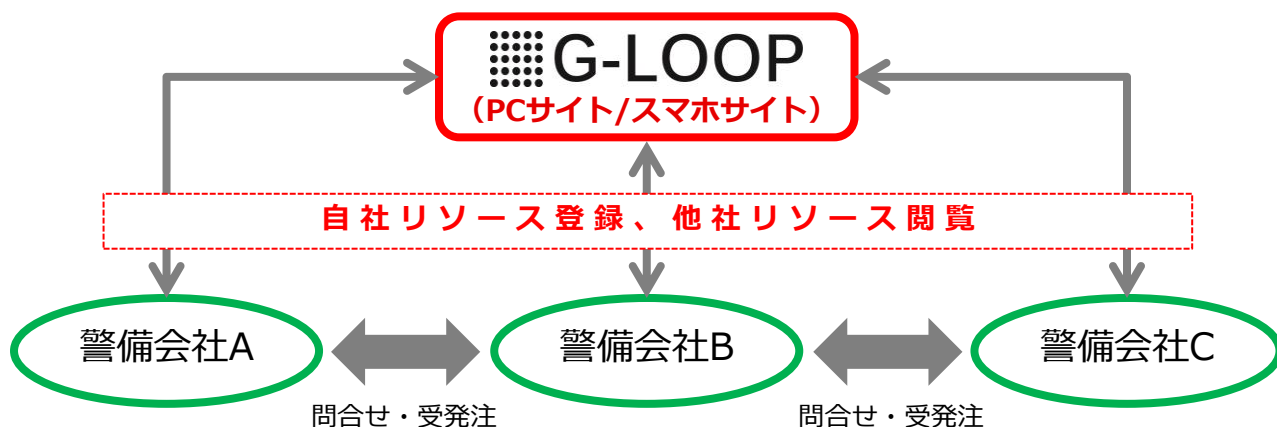 G-LOOP
（PCサイト/スマホサイト）
自社リソース登録、他社リソース閲覧
警備会社A
警備会社B
警備会社C
問合せ・受発注
問合せ・受発注